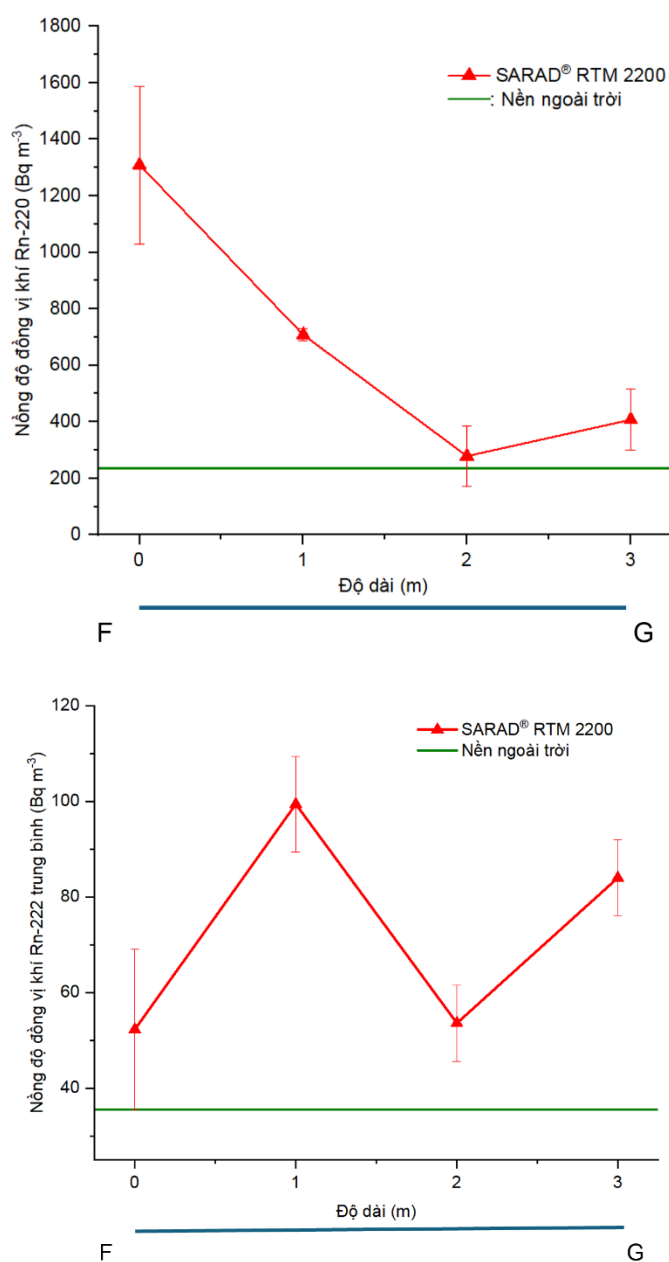 1800
1600
1400
1200
1000
800
600
400
200
0
Nồng độ đồng vị khí Rn-220 (Bq m⁻³)
SARAD® RTM 2200
: Nền ngoài trời
0 1 2 3
Độ dài (m)
F G
120
100
80
60
40
Nồng độ đồng vị khí Rn-222 trung bình (Bq m⁻³)
SARAD® RTM 2200
Nền ngoài trời
0 1 2 3
Độ dài (m)
F G